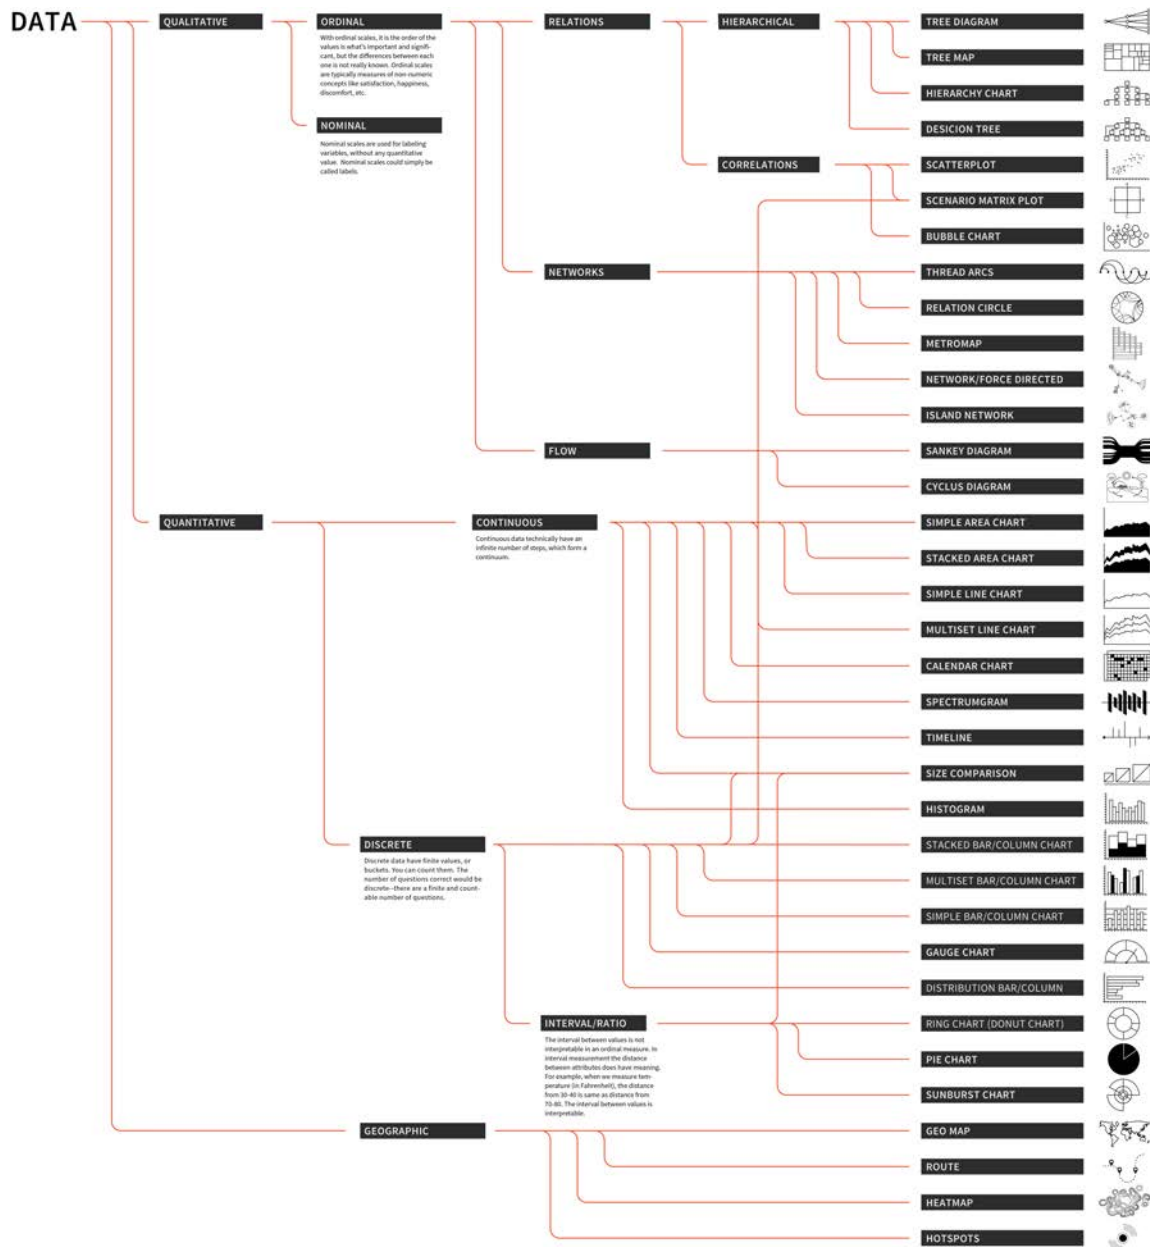 DATA
QUALITATIVE
ORDINAL
With ordinal scales, it is the order of the
values is what's important and signifi-
cant, but the differences between each
one is not really known. Ordinal scales
are typically measures of non-numeric
concepts like satisfaction, happiness,
discomfort, etc.
NOMINAL
Nominal scales are used for labeling
variables, without any quantitative
value. Nominal scales could simply be
called labels.
RELATIONS
HIERARCHICAL
TREE DIAGRAM
TREE MAP
HIERARCHY CHART
DESICION TREE
CORRELATIONS
SCATTERPLOT
SCENARIO MATRIX PLOT
BUBBLE CHART
NETWORKS
THREAD ARCS
RELATION CIRCLE
METROMAP
NETWORK/FORCE DIRECTED
ISLAND NETWORK
FLOW
SANKEY DIAGRAM
CYCLUS DIAGRAM
QUANTITATIVE
CONTINUOUS
Continuous data technically have an
infinite number of steps, which form a
continuum.
SIMPLE AREA CHART
STACKED AREA CHART
SIMPLE LINE CHART
MULTISET LINE CHART
CALENDAR CHART
SPECTRUMGRAM
TIMELINE
SIZE COMPARISON
HISTOGRAM
DISCRETE
Discrete data have finite values, or
buckets. You can count them. The
number of questions correct would be
discrete--there are a finite and count-
able number of questions.
STACKED BAR/COLUMN CHART
MULTISET BAR/COLUMN CHART
SIMPLE BAR/COLUMN CHART
GAUGE CHART
DISTRIBUTION BAR/COLUMN
INTERVAL/RATIO
The interval between values is not
interpretable in an ordinal measure. In
interval measurement the distance
between attributes does have meaning.
For example, when we measure tem-
perature (in Fahrenheit), the distance
from 30-40 is same as distance from
70-80. The interval between values is
interpretable.
RING CHART (DONUT CHART)
PIE CHART
SUNBURST CHART
GEOGRAPHIC
GEO MAP
ROUTE
HEATMAP
HOTSPOTS